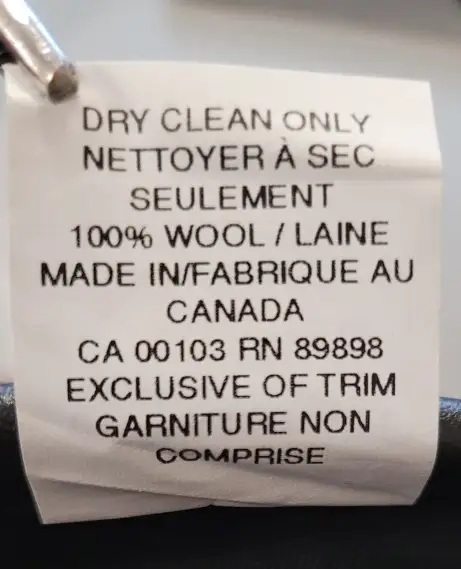 DRY CLEAN ONLY
NETTOYER À SEC
SEULEMENT
100% WOOL / LAINE
MADE IN/FABRIQUE AU
CANADA
CA 00103 RN 89898
EXCLUSIVE OF TRIM
GARNITURE NON
COMPRISE